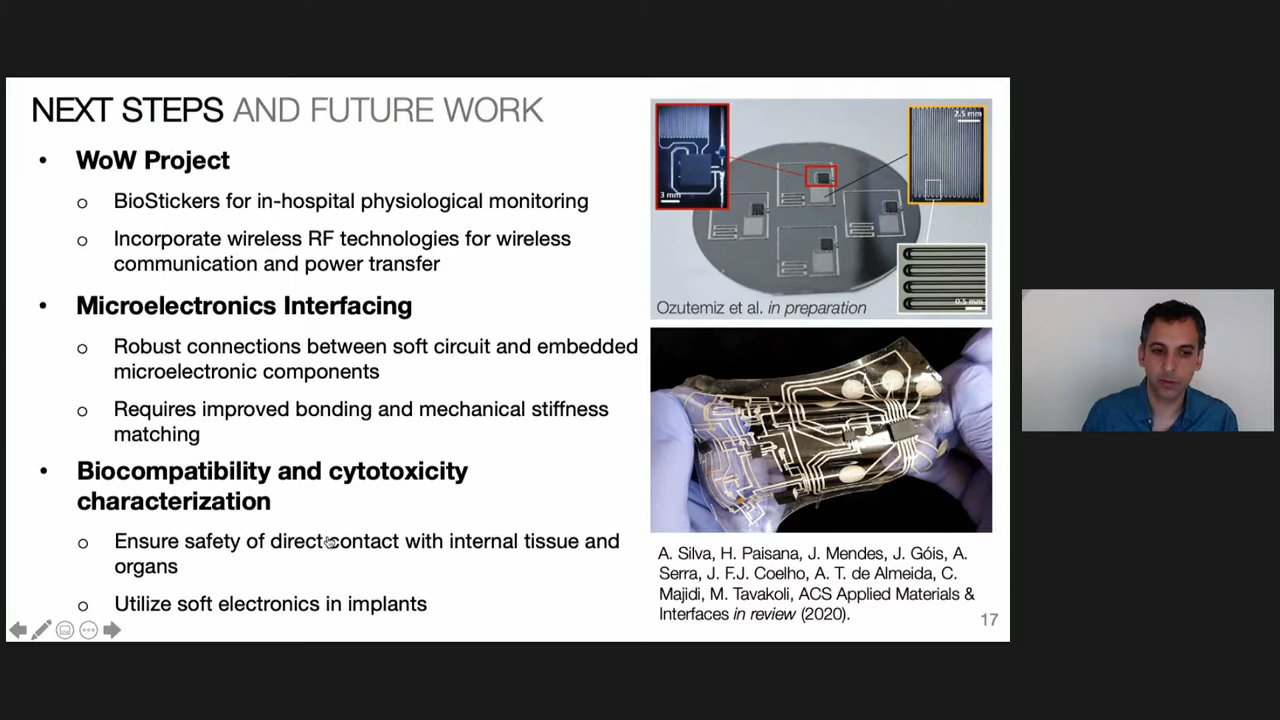 NEXT STEPS AND FUTURE WORK
• WoW Project
○ BioStickers for in-hospital physiological monitoring
○ Incorporate wireless RF technologies for wireless
communication and power transfer
• Microelectronics Interfacing
○ Robust connections between soft circuit and embedded
microelectronic components
○ Requires improved bonding and mechanical stiffness
matching
• Biocompatibility and cytotoxicity
characterization
○ Ensure safety of direct contact with internal tissue and
organs
○ Utilize soft electronics in implants
3 mm
2.5 mm
0.5 mm
Ozutemiz et al. in preparation
A. Silva, H. Paisana, J. Mendes, J. Góis, A.
Serra, J. F.J. Coelho, A. T. de Almeida, C.
Majidi, M. Tavakoli, ACS Applied Materials &
Interfaces in review (2020).
17